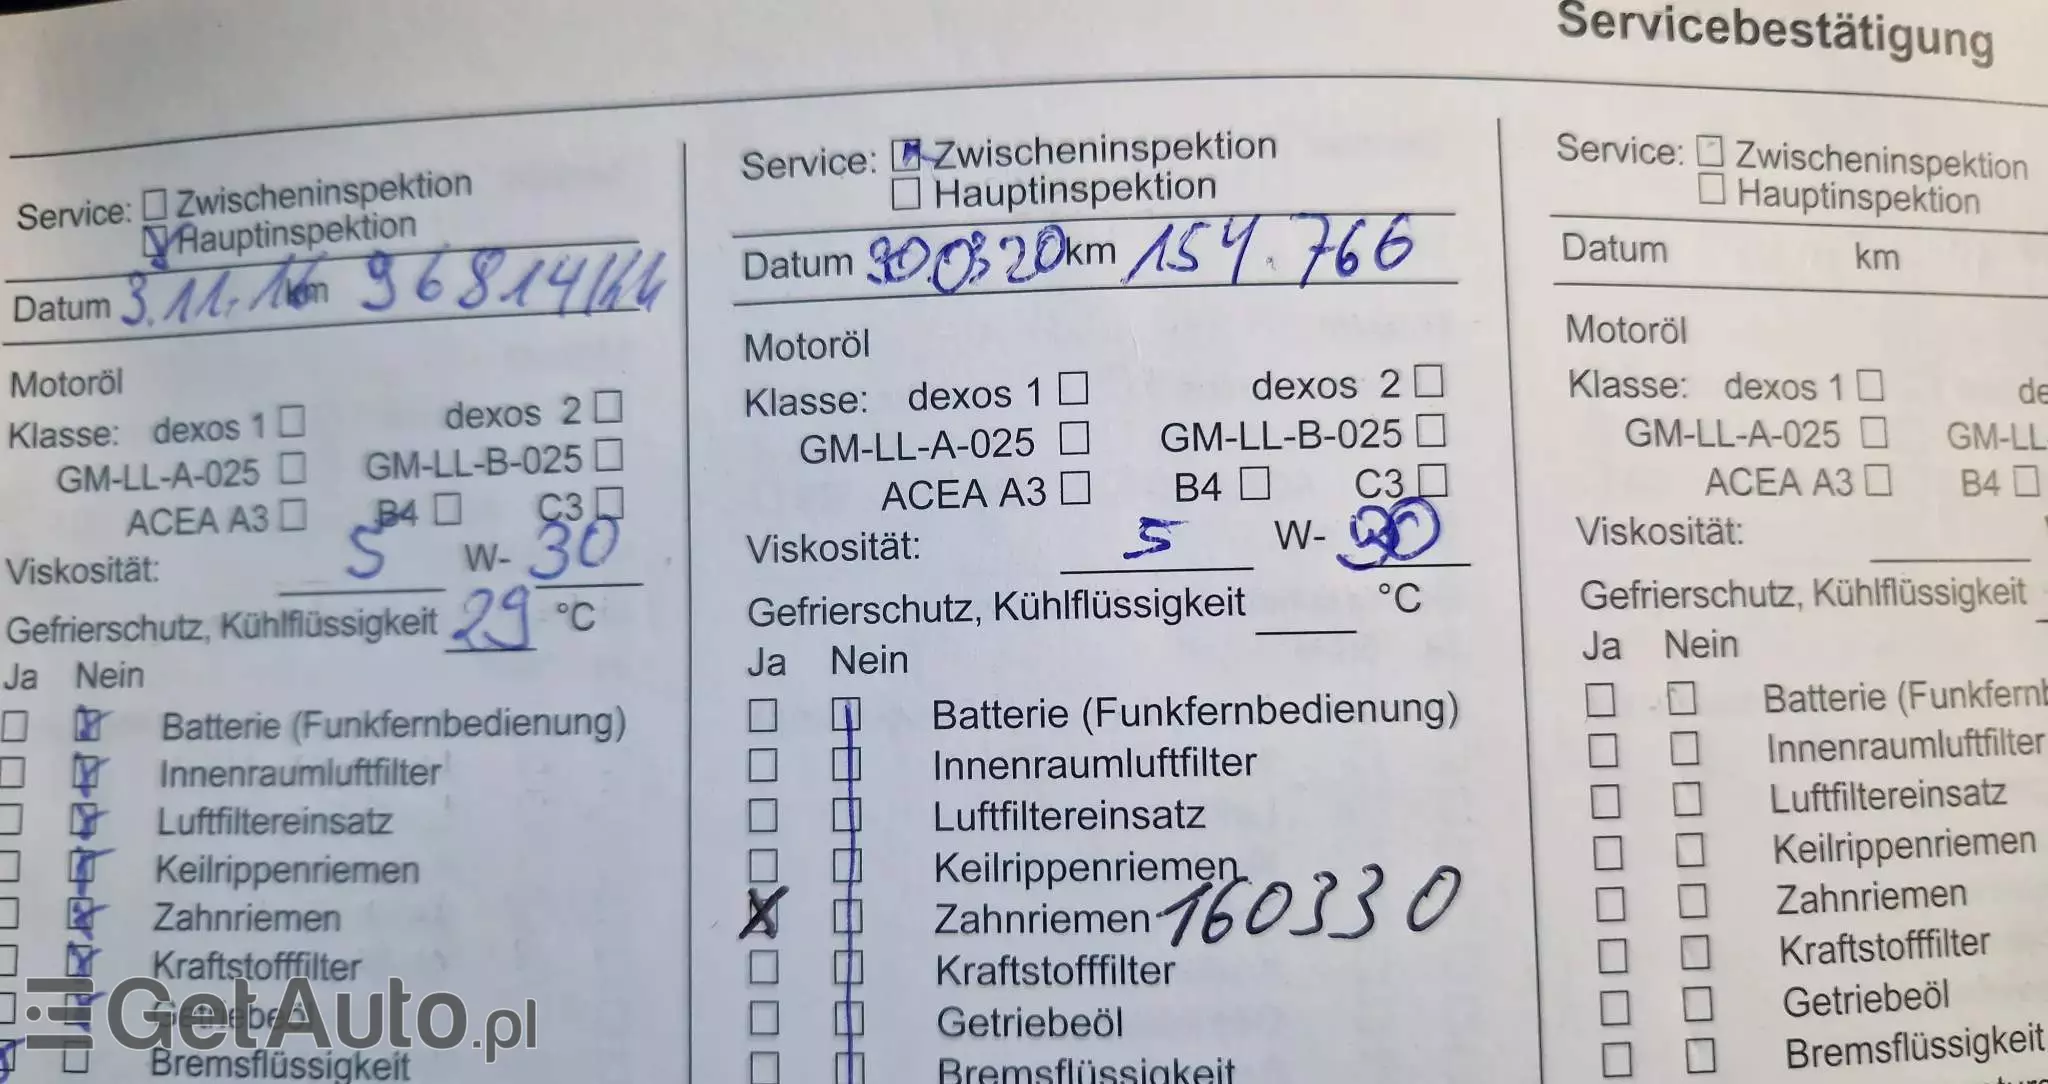 Servicebestätigung
Service: Zwischeninspektion
Hauptinspektion
Datum 3.11.16 km 96814
Motoröl
Klasse: dexos 1 dexos 2
GM-LL-A-025 GM-LL-B-025
ACEA A3 B4 C3
Viskosität: 5 W- 30
Gefrierschutz, Kühlflüssigkeit 29 °C
Ja Nein
Batterie (Funkfernbedienung)
Innenraumluftfilter
Luftfiltereinsatz
Keilrippenriemen
Zahnriemen
Kraftstofffilter
Getriebeöl
Bremsflüssigkeit
Service: Zwischeninspektion
Hauptinspektion
Datum 30.03.20 km 154.766
Motoröl
Klasse: dexos 1 dexos 2
GM-LL-A-025 GM-LL-B-025
ACEA A3 B4 C3
Viskosität: 5 W- 30
Gefrierschutz, Kühlflüssigkeit °C
Ja Nein
Batterie (Funkfernbedienung)
Innenraumluftfilter
Luftfiltereinsatz
Keilrippenriemen
X Zahnriemen 160330
Kraftstofffilter
Getriebeöl
Bremsflüssigkeit
Service: Zwischeninspektion
Hauptinspektion
Datum km
Motoröl
Klasse: dexos 1 de
GM-LL-A-025 GM-LL
ACEA A3 B4
Viskosität:
Gefrierschutz, Kühlflüssigkeit
Ja Nein
Batterie (Funkfernb
Innenraumluftfilter
Luftfiltereinsatz
Keilrippenriemen
Zahnriemen
Kraftstofffilter
Getriebeöl
Bremsflüssigkeit
GetAuto.pl